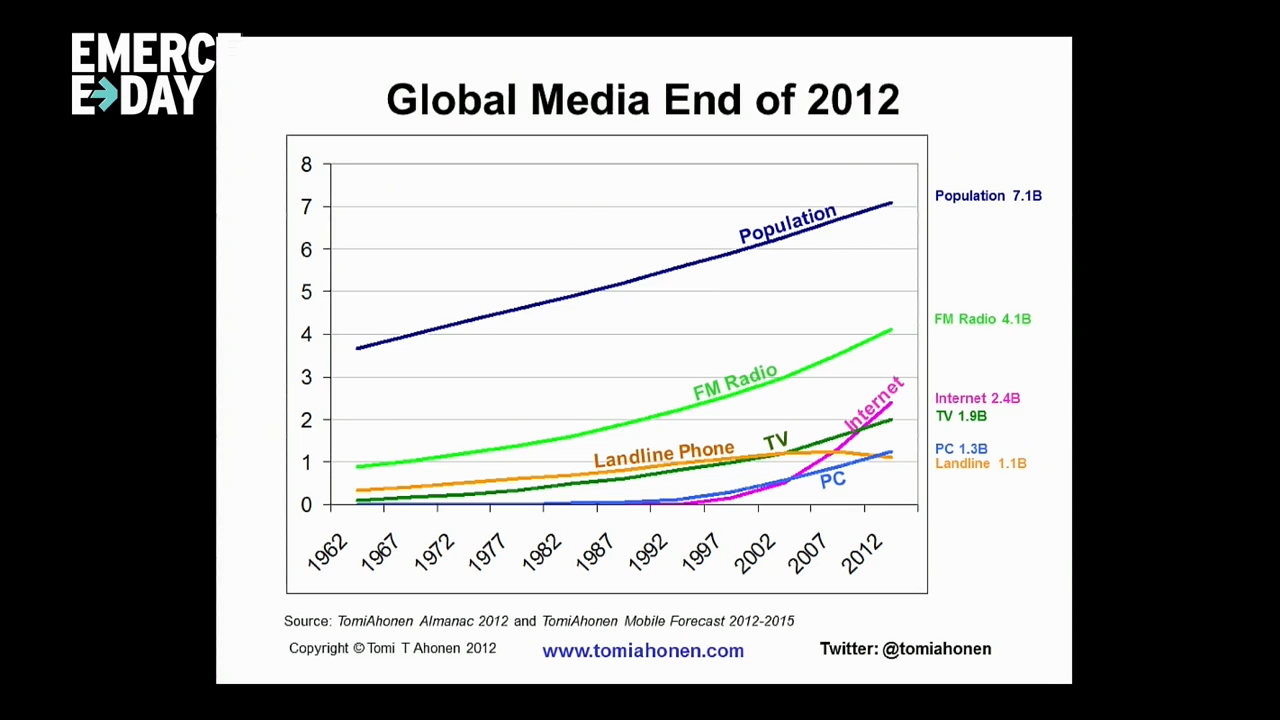 EMERCE
E→DAY
Global Media End of 2012
8
7
6
5
4
3
2
1
0
Population
FM Radio
Internet
TV
Landline Phone
PC
Population 7.1B
FM Radio 4.1B
Internet 2.4B
TV 1.9B
PC 1.3B
Landline 1.1B
1962
1967
1972
1977
1982
1987
1992
1997
2002
2007
2012
Source: TomiAhonen Almanac 2012 and TomiAhonen Mobile Forecast 2012-2015
Copyright © Tomi T Ahonen 2012 www.tomiahonen.com Twitter: @tomiahonen